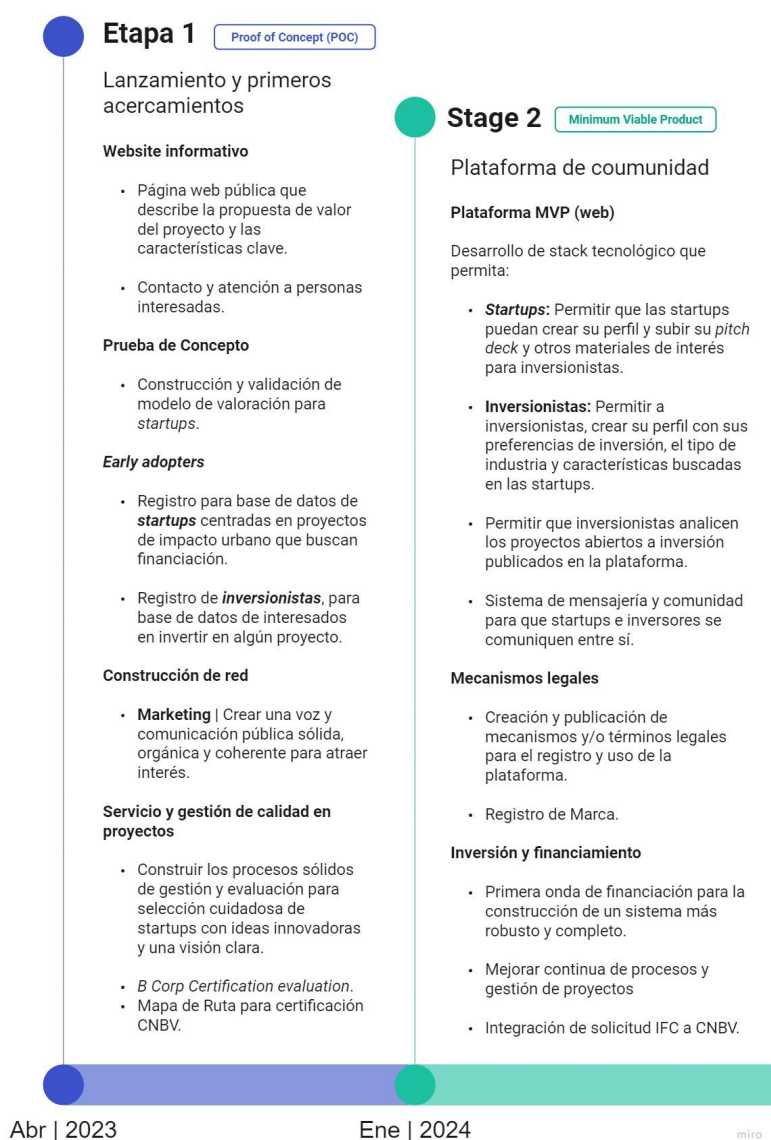 Etapa 1
Proof of Concept (POC)
Lanzamiento y primeros
acercamientos
Website informativo
• Página web pública que
describe la propuesta de valor
del proyecto y las
características clave.
• Contacto y atención a personas
interesadas.
Prueba de Concepto
• Construcción y validación de
modelo de valoración para
startups.
Early adopters
• Registro para base de datos de
startups centradas en proyectos
de impacto urbano que buscan
financiación.
• Registro de inversionistas, para
base de datos de interesados
en invertir en algún proyecto.
Construcción de red
• Marketing | Crear una voz y
comunicación pública sólida,
orgánica y coherente para atraer
interés.
Servicio y gestión de calidad en
proyectos
• Construir los procesos sólidos
de gestión y evaluación para
selección cuidadosa de
startups con ideas innovadoras
y una visión clara.
• B Corp Certification evaluation.
• Mapa de Ruta para certificación
CNBV.
Stage 2
Minimum Viable Product
Plataforma de coumunidad
Plataforma MVP (web)
Desarrollo de stack tecnológico que
permita:
• Startups: Permitir que las startups
puedan crear su perfil y subir su pitch
deck y otros materiales de interés
para inversionistas.
• Inversionistas: Permitir a
inversionistas, crear su perfil con sus
preferencias de inversión, el tipo de
industria y características buscadas
en las startups.
• Permitir que inversionistas analicen
los proyectos abiertos a inversión
publicados en la plataforma.
• Sistema de mensajería y comunidad
para que startups e inversores se
comuniquen entre sí.
Mecanismos legales
• Creación y publicación de
mecanismos y/o términos legales
para el registro y uso de la
plataforma.
• Registro de Marca.
Inversión y financiamiento
• Primera onda de financiación para la
construcción de un sistema más
robusto y completo.
• Mejorar continua de procesos y
gestión de proyectos
• Integración de solicitud IFC a CNBV.
Abr | 2023
Ene | 2024
miro